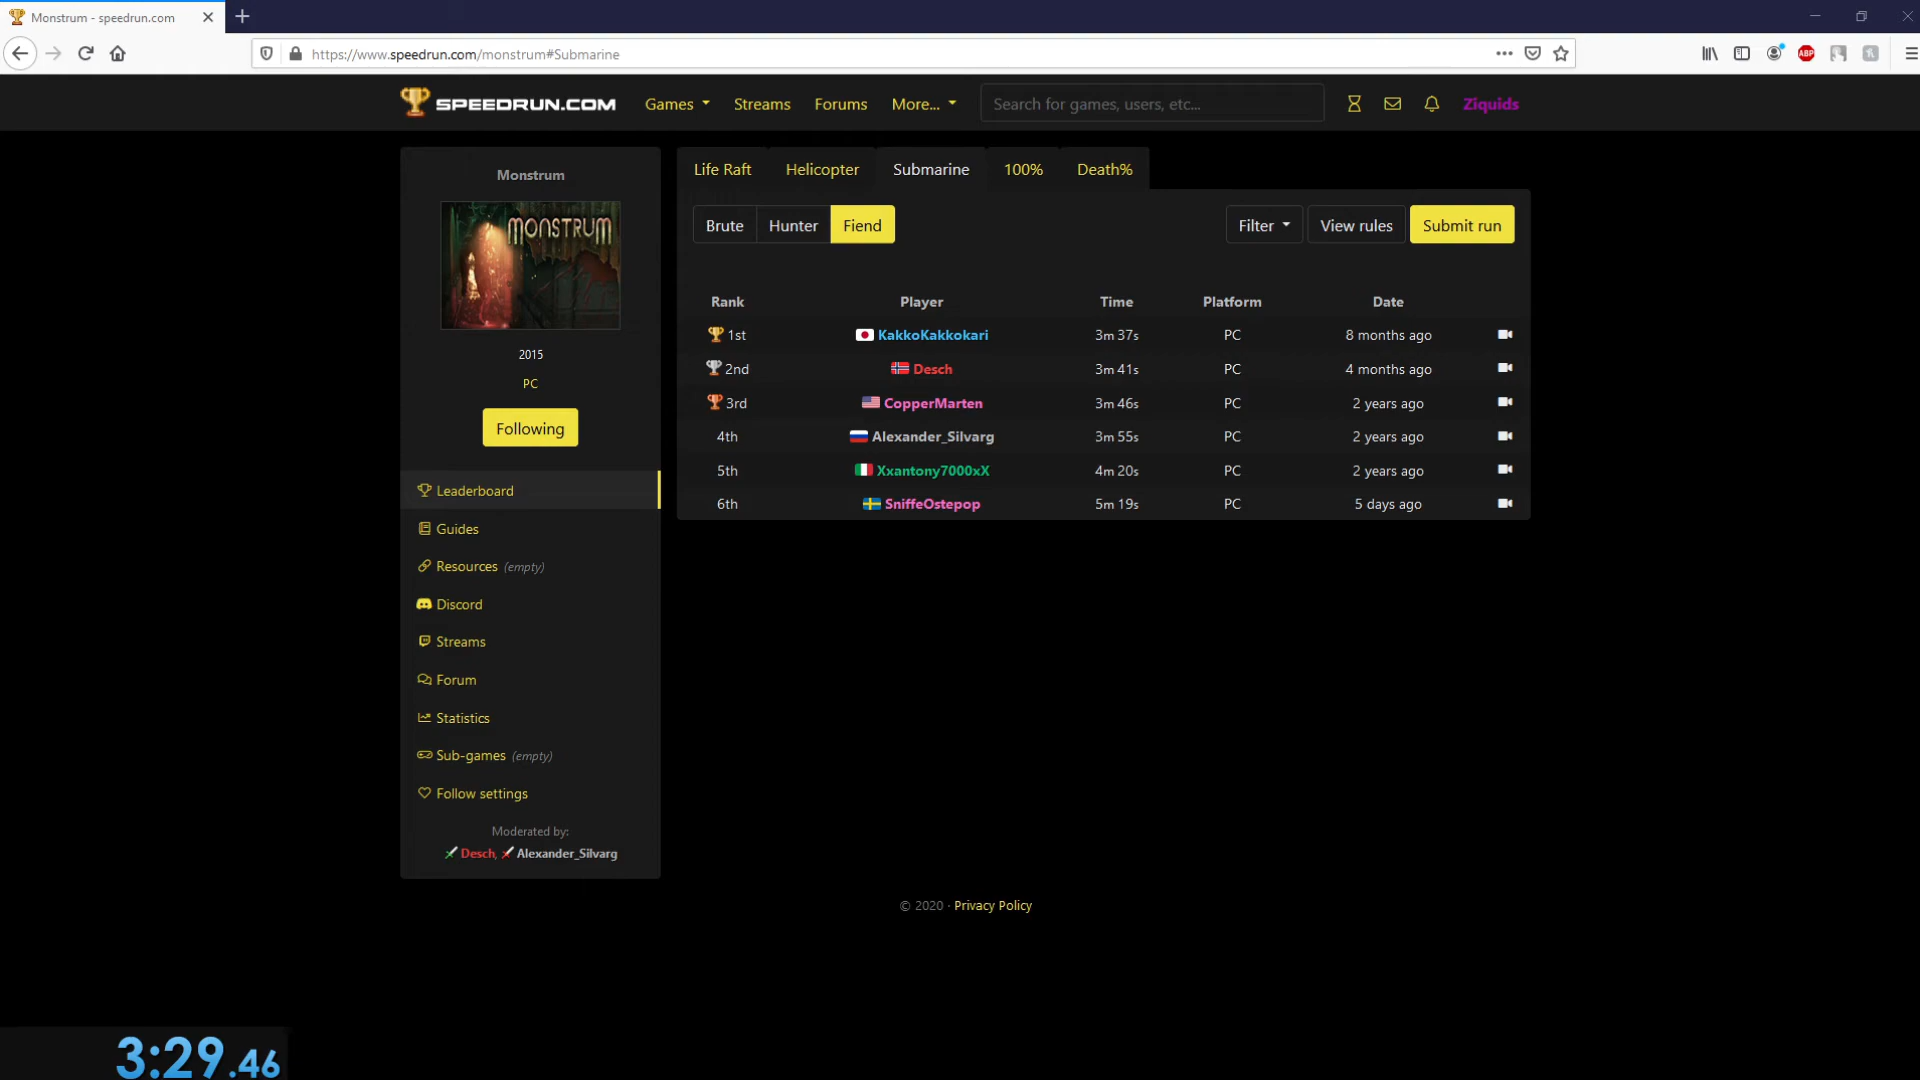 Monstrum - speedrun.com
https://www.speedrun.com/monstrum#Submarine
ABP
SPEEDRUN.COM Games Streams Forums More... Search for games, users, etc... Ziquids
Monstrum
MONSTRUM
2015
PC
Following
Leaderboard
Guides
Resources (empty)
Discord
Streams
Forum
Statistics
Sub-games (empty)
Follow settings
Moderated by:
Desch, Alexander_Silvarg
Life Raft Helicopter Submarine 100% Death%
Brute Hunter Fiend Filter View rules Submit run
Rank Player Time Platform Date
1st KakkoKakkokari 3m 37s PC 8 months ago
2nd Desch 3m 41s PC 4 months ago
3rd CopperMarten 3m 46s PC 2 years ago
4th Alexander_Silvarg 3m 55s PC 2 years ago
5th Xxantony7000xX 4m 20s PC 2 years ago
6th SniffeOstepop 5m 19s PC 5 days ago
© 2020 · Privacy Policy
3:29.46